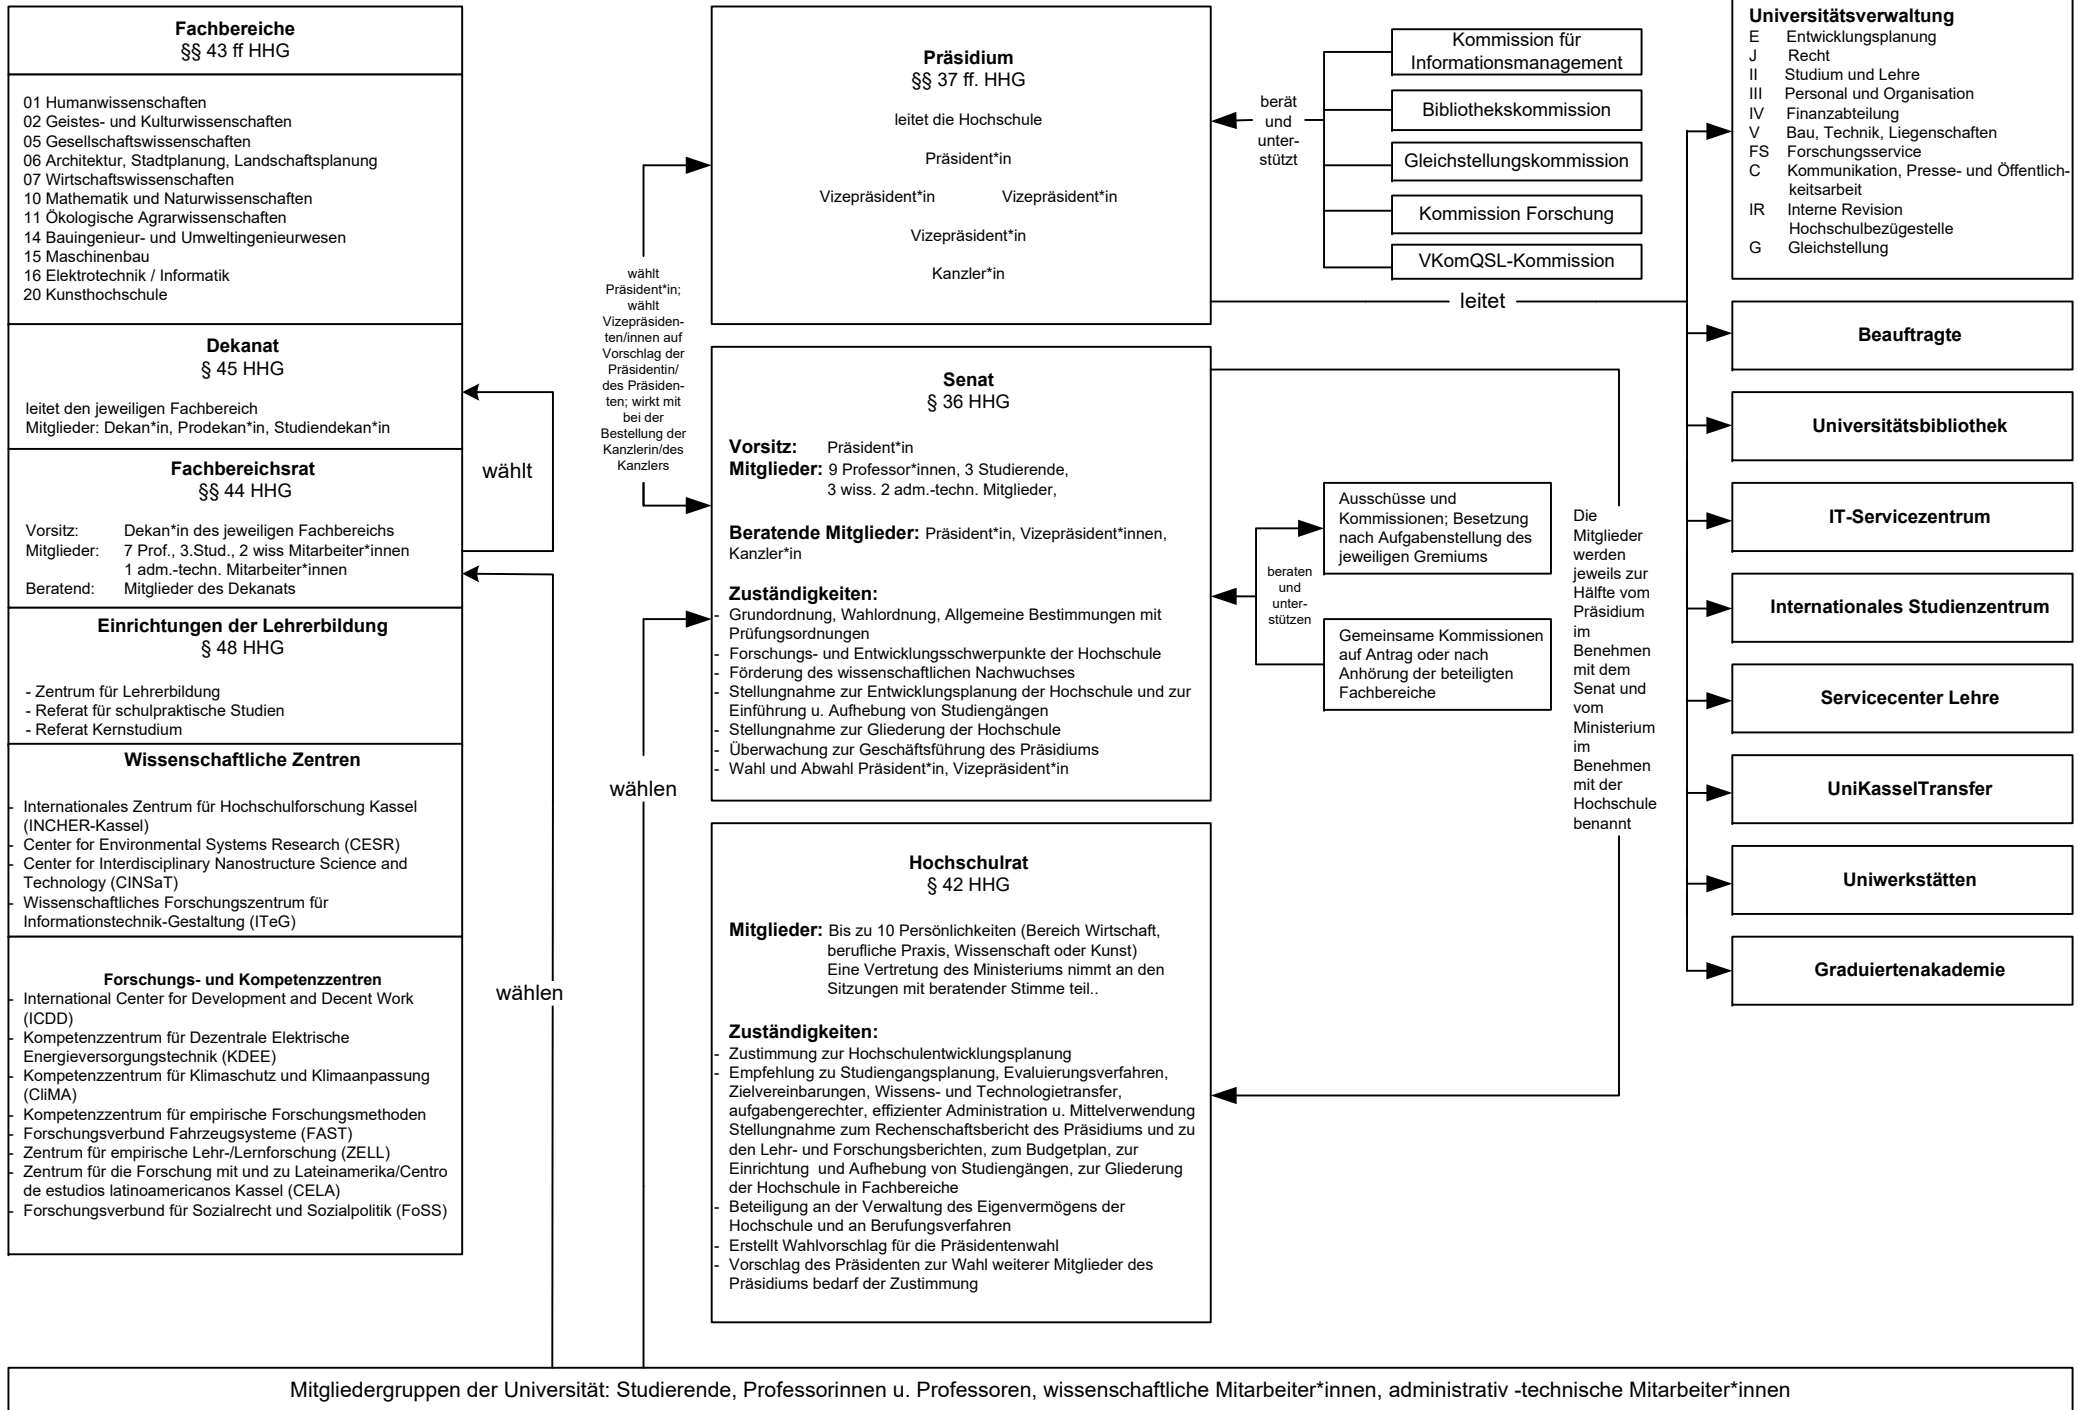 Fachbereiche
§§ 43 ff HHG
01 Humanwissenschaften
02 Geistes- und Kulturwissenschaften
05 Gesellschaftswissenschaften
06 Architektur, Stadtplanung, Landschaftsplanung
07 Wirtschaftswissenschaften
10 Mathematik und Naturwissenschaften
11 Ökologische Agrarwissenschaften
14 Bauingenieur- und Umweltingenieurwesen
15 Maschinenbau
16 Elektrotechnik / Informatik
20 Kunsthochschule
Dekanat
§ 45 HHG
leitet den jeweiligen Fachbereich
Mitglieder: Dekan*in, Prodekan*in, Studiendekan*in
Fachbereichsrat
§§ 44 HHG
Vorsitz: Dekan*in des jeweiligen Fachbereichs
Mitglieder: 7 Prof., 3.Stud., 2 wiss Mitarbeiter*innen
1 adm.-techn. Mitarbeiter*innen
Beratend: Mitglieder des Dekanats
Einrichtungen der Lehrerbildung
§ 48 HHG
- Zentrum für Lehrerbildung
- Referat für schulpraktische Studien
- Referat Kernstudium
Wissenschaftliche Zentren
- Internationales Zentrum für Hochschulforschung Kassel
(INCHER-Kassel)
- Center for Environmental Systems Research (CESR)
- Center for Interdisciplinary Nanostructure Science and
Technology (CINSaT)
- Wissenschaftliches Forschungszentrum für
Informationstechnik-Gestaltung (ITeG)
Forschungs- und Kompetenzzentren
- International Center for Development and Decent Work
(ICDD)
- Kompetenzzentrum für Dezentrale Elektrische
Energieversorgungstechnik (KDEE)
- Kompetenzzentrum für Klimaschutz und Klimaanpassung
(CliMA)
- Kompetenzzentrum für empirische Forschungsmethoden
- Forschungsverbund Fahrzeugsysteme (FAST)
- Zentrum für empirische Lehr-/Lernforschung (ZELL)
- Zentrum für die Forschung mit und zu Lateinamerika/Centro
de estudios latinoamericanos Kassel (CELA)
- Forschungsverbund für Sozialrecht und Sozialpolitik (FoSS)
wählt
wählen
wählt
Präsident*in;
wählt
Vizepräsiden-
ten/innen auf
Vorschlag der
Präsidentin/
des Präsiden-
ten; wirkt mit
bei der
Bestellung der
Kanzlerin/des
Kanzlers
wählen
Präsidium
§§ 37 ff. HHG
leitet die Hochschule
Präsident*in
Vizepräsident*in Vizepräsident*in
Vizepräsident*in
Kanzler*in
Senat
§ 36 HHG
Vorsitz: Präsident*in
Mitglieder: 9 Professor*innen, 3 Studierende,
3 wiss. 2 adm.-techn. Mitglieder,
Beratende Mitglieder: Präsident*in, Vizepräsident*innen,
Kanzler*in
Zuständigkeiten:
- Grundordnung, Wahlordnung, Allgemeine Bestimmungen mit
Prüfungsordnungen
- Forschungs- und Entwicklungsschwerpunkte der Hochschule
- Förderung des wissenschaftlichen Nachwuchses
- Stellungnahme zur Entwicklungsplanung der Hochschule und zur
Einführung u. Aufhebung von Studiengängen
- Stellungnahme zur Gliederung der Hochschule
- Überwachung zur Geschäftsführung des Präsidiums
- Wahl und Abwahl Präsident*in, Vizepräsident*in
Hochschulrat
§ 42 HHG
Mitglieder: Bis zu 10 Persönlichkeiten (Bereich Wirtschaft,
berufliche Praxis, Wissenschaft oder Kunst)
Eine Vertretung des Ministeriums nimmt an den
Sitzungen mit beratender Stimme teil..
Zuständigkeiten:
- Zustimmung zur Hochschulentwicklungsplanung
- Empfehlung zu Studiengangsplanung, Evaluierungsverfahren,
Zielvereinbarungen, Wissens- und Technologietransfer,
aufgabengerechter, effizienter Administration u. Mittelverwendung
Stellungnahme zum Rechenschaftsbericht des Präsidiums und zu
den Lehr- und Forschungsberichten, zum Budgetplan, zur
Einrichtung und Aufhebung von Studiengängen, zur Gliederung
der Hochschule in Fachbereiche
- Beteiligung an der Verwaltung des Eigenvermögens der
Hochschule und an Berufungsverfahren
- Erstellt Wahlvorschlag für die Präsidentenwahl
- Vorschlag des Präsidenten zur Wahl weiterer Mitglieder des
Präsidiums bedarf der Zustimmung
berät
und
unter-
stützt
Kommission für
Informationsmanagement
Bibliothekskommission
Gleichstellungskommission
Kommission Forschung
VKomQSL-Kommission
leitet
beraten
und
unter-
stützen
Ausschüsse und
Kommissionen; Besetzung
nach Aufgabenstellung des
jeweiligen Gremiums
Gemeinsame Kommissionen
auf Antrag oder nach
Anhörung der beteiligten
Fachbereiche
Die
Mitglieder
werden
jeweils zur
Hälfte vom
Präsidium
im
Benehmen
mit dem
Senat und
vom
Ministerium
im
Benehmen
mit der
Hochschule
benannt
Universitätsverwaltung
E Entwicklungsplanung
J Recht
II Studium und Lehre
III Personal und Organisation
IV Finanzabteilung
V Bau, Technik, Liegenschaften
FS Forschungsservice
C Kommunikation, Presse- und Öffentlich-
keitsarbeit
IR Interne Revision
Hochschulbezügestelle
G Gleichstellung
Beauftragte
Universitätsbibliothek
IT-Servicezentrum
Internationales Studienzentrum
Servicecenter Lehre
UniKasselTransfer
Uniwerkstätten
Graduiertenakademie
Mitgliedergruppen der Universität: Studierende, Professorinnen u. Professoren, wissenschaftliche Mitarbeiter*innen, administrativ -technische Mitarbeiter*innen